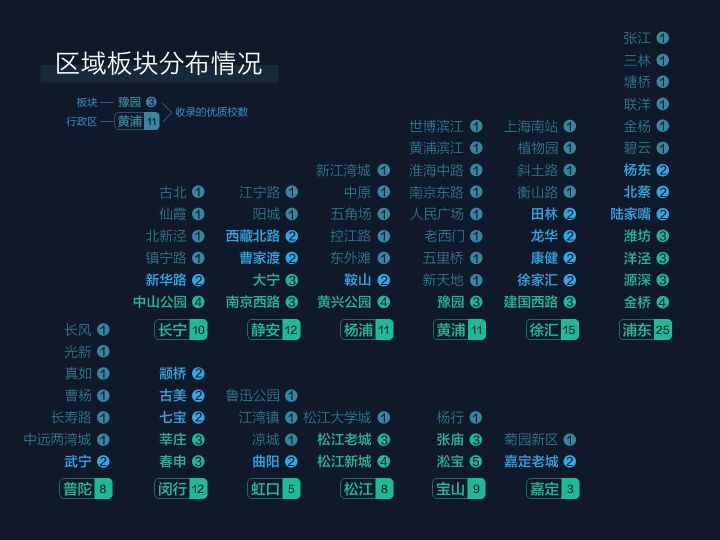 区域板块分布情况
板块 豫园 3
行政区 黄浦 11
收录的优质校数
古北 1
仙霞 1
北新泾 1
镇宁路 1
新华路 2
中山公园 4
长宁 10
江宁路 1
阳城 1
西藏北路 2
曹家渡 2
大宁 3
南京西路 3
静安 12
新江湾城 1
中原 1
五角场 1
控江路 1
东外滩 1
鞍山 2
黄兴公园 4
杨浦 11
世博滨江 1
黄浦滨江 1
淮海中路 1
南京东路 1
人民广场 1
老西门 1
五里桥 1
新天地 1
豫园 3
黄浦 11
上海南站 1
植物园 1
斜土路 1
衡山路 1
田林 2
龙华 2
康健 2
徐家汇 2
建国西路 3
徐汇 15
张江 1
三林 1
塘桥 1
联洋 1
金杨 1
碧云 1
杨东 2
北蔡 2
陆家嘴 2
潍坊 3
洋泾 3
源深 3
金桥 4
浦东 25
长风 1
光新 1
真如 1
曹杨 1
长寿路 1
中远两湾城 1
武宁 2
普陀 8
颛桥 2
古美 2
七宝 2
莘庄 3
春申 3
闵行 12
鲁迅公园 1
江湾镇 1
凉城 1
曲阳 2
虹口 5
松江大学城 1
松江老城 3
松江新城 4
松江 8
杨行 1
张庙 3
淞宝 5
宝山 9
菊园新区 1
嘉定老城 2
嘉定 3